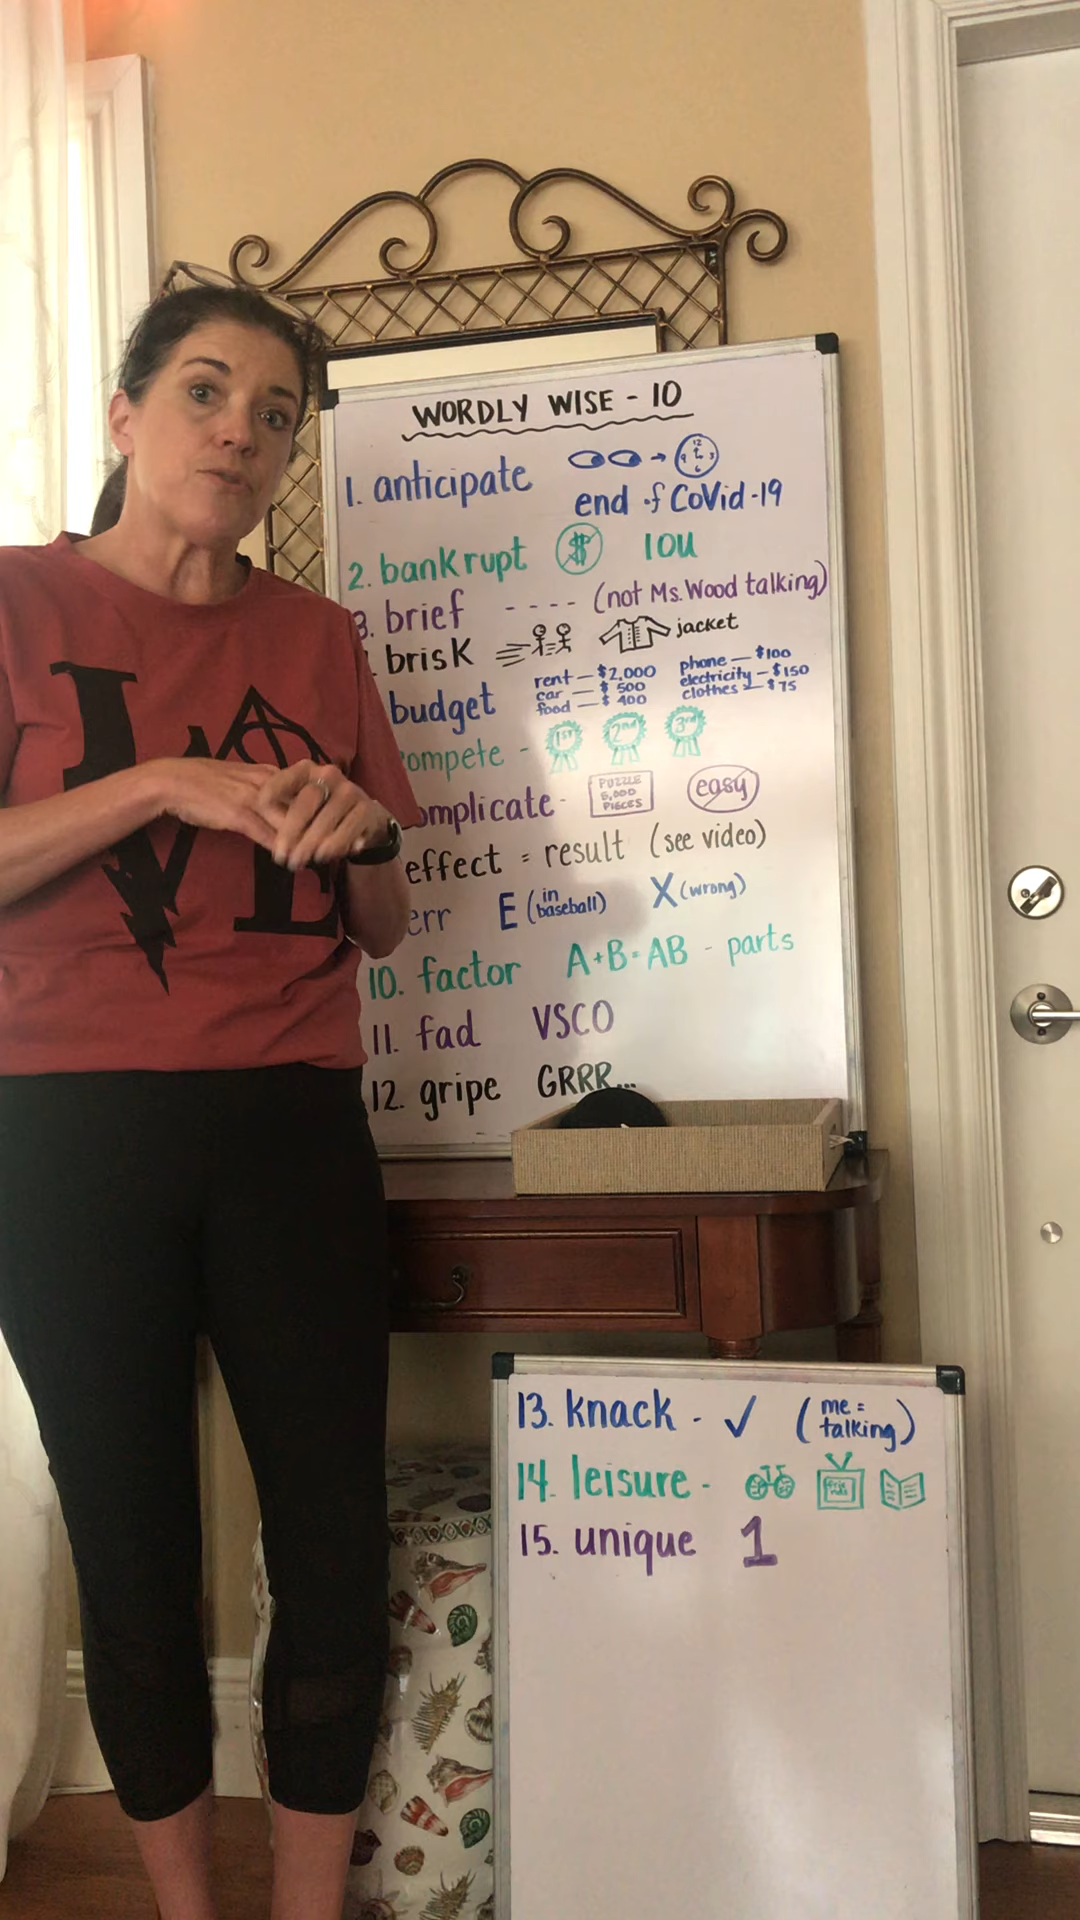 WORDLY WISE - 10
1. anticipate
end of CoVid-19
2. bankrupt $ IOU
3. brief ---- (not Ms. Wood talking)
. brisk jacket
budget
rent — $2,000
car — $ 500
food — $ 400
phone — $100
electricity — $150
clothes — $75
ompete - 1ST 2nd 3rd
omplicate - PUZZLE 5,000 PIECES easy
effect = result (see video)
err E (in baseball) X (wrong)
10. factor A+B=AB - parts
11. fad VSCO
12. gripe GRRR...
13. knack - ✓ (me = talking)
14. leisure -
15. unique 1
L VE